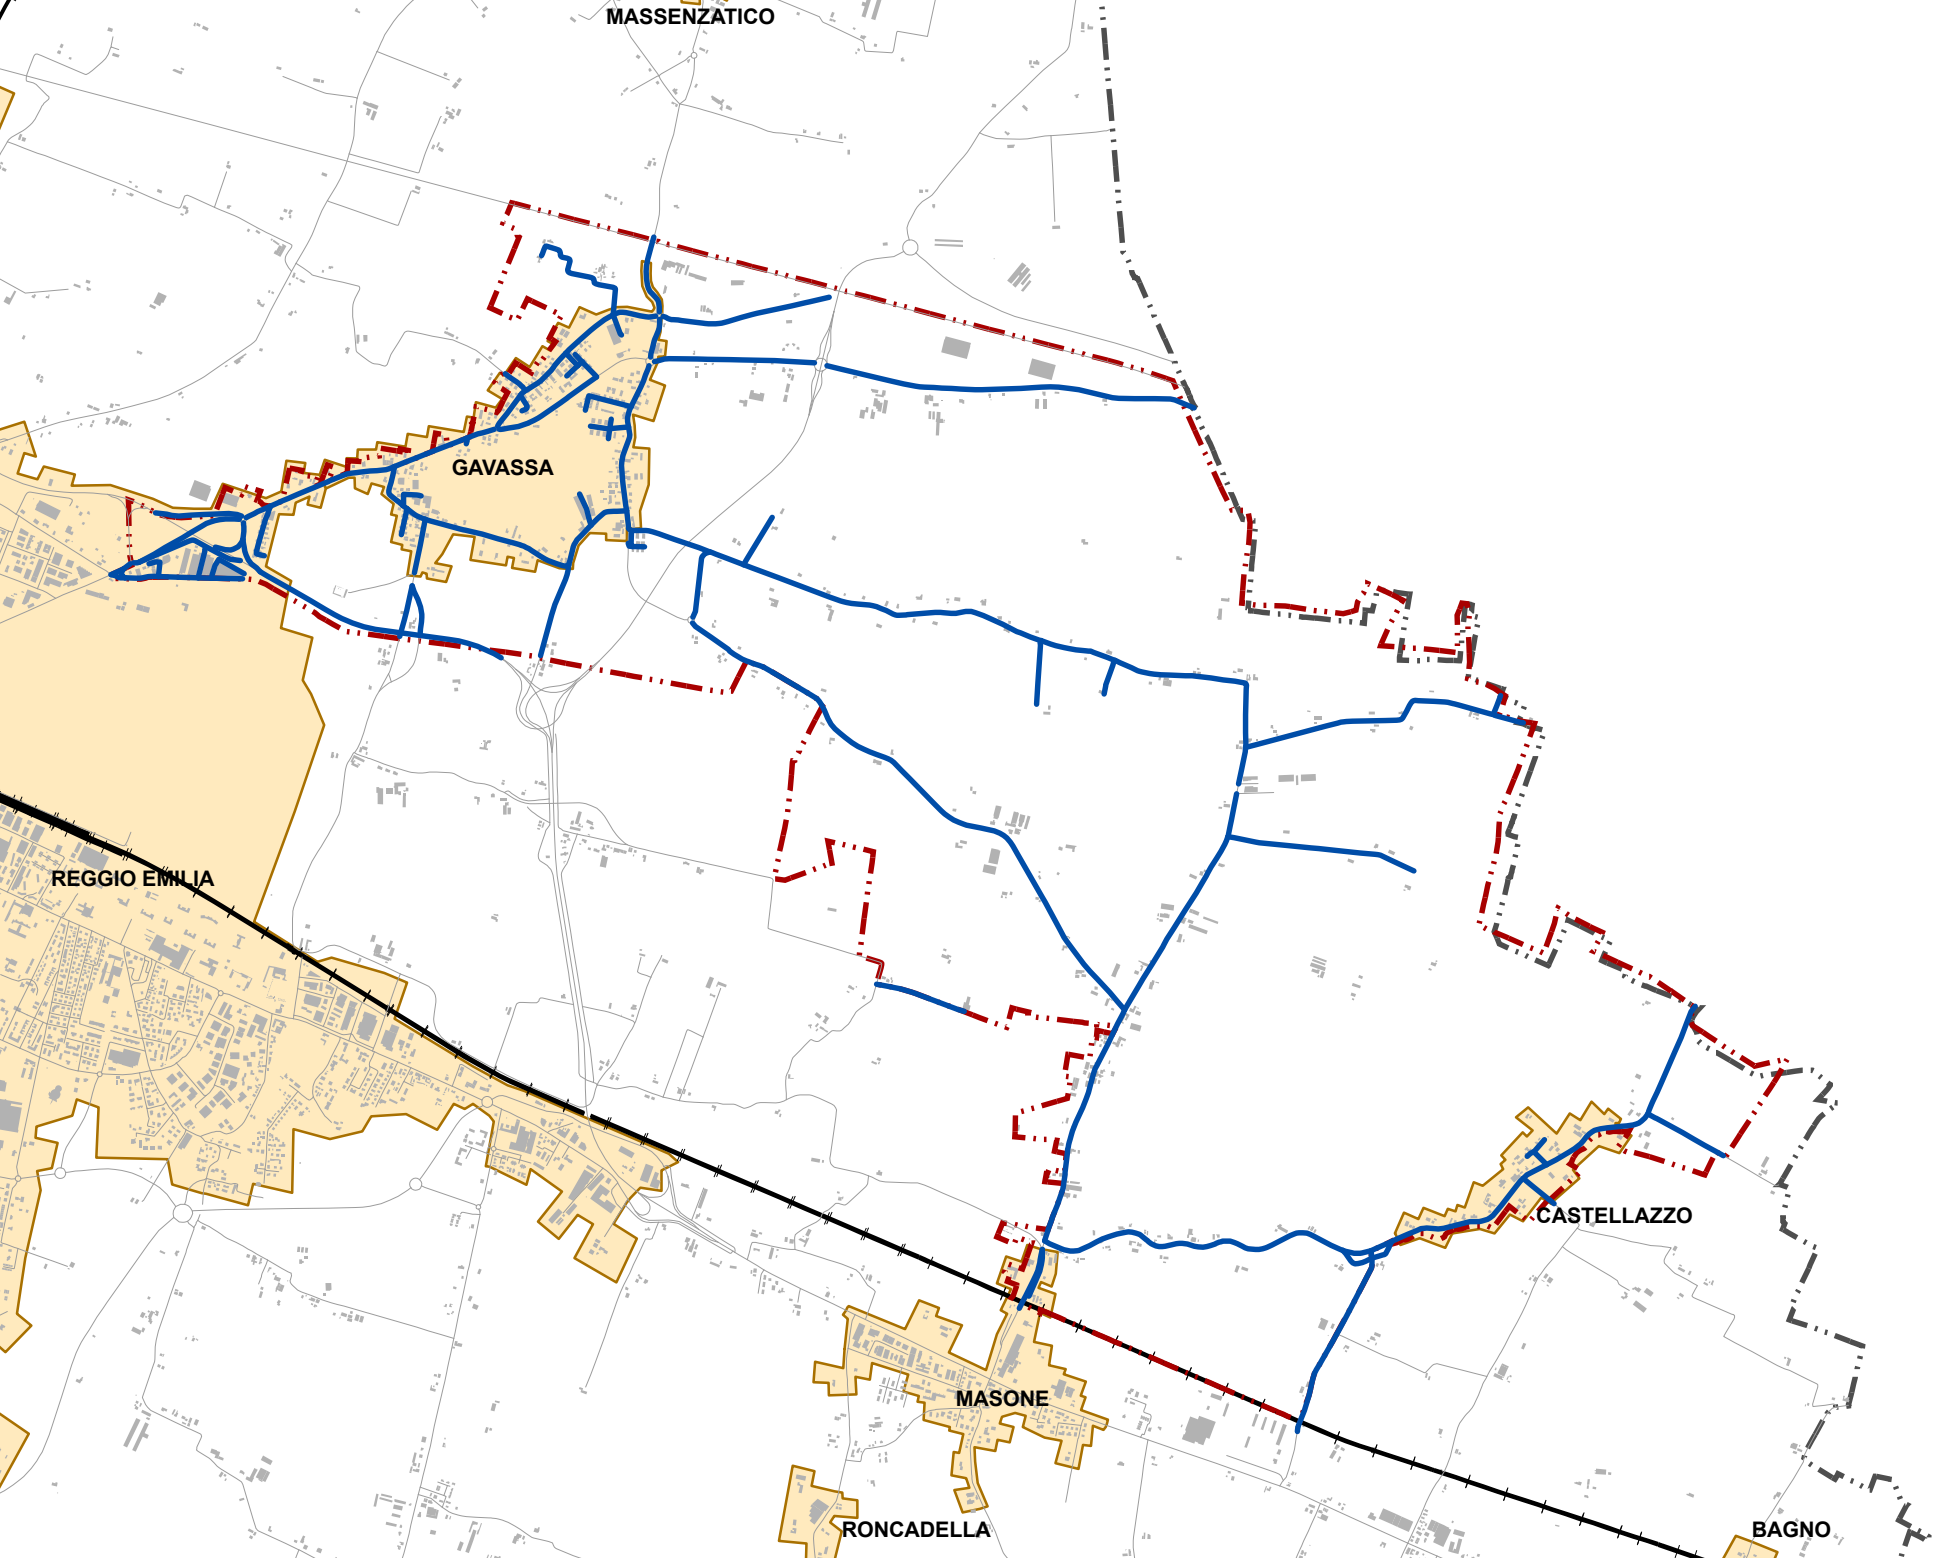 MASSENZATICO
GAVASSA
REGGIO EMILIA
CASTELLAZZO
MASONE
RONCADELLA
BAGNO